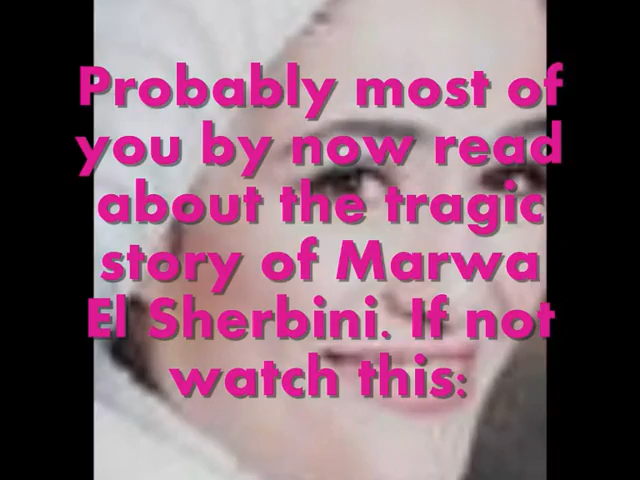 Probably most of
you by now read
about the tragic
story of Marwa
El Sherbini. If not
watch this: